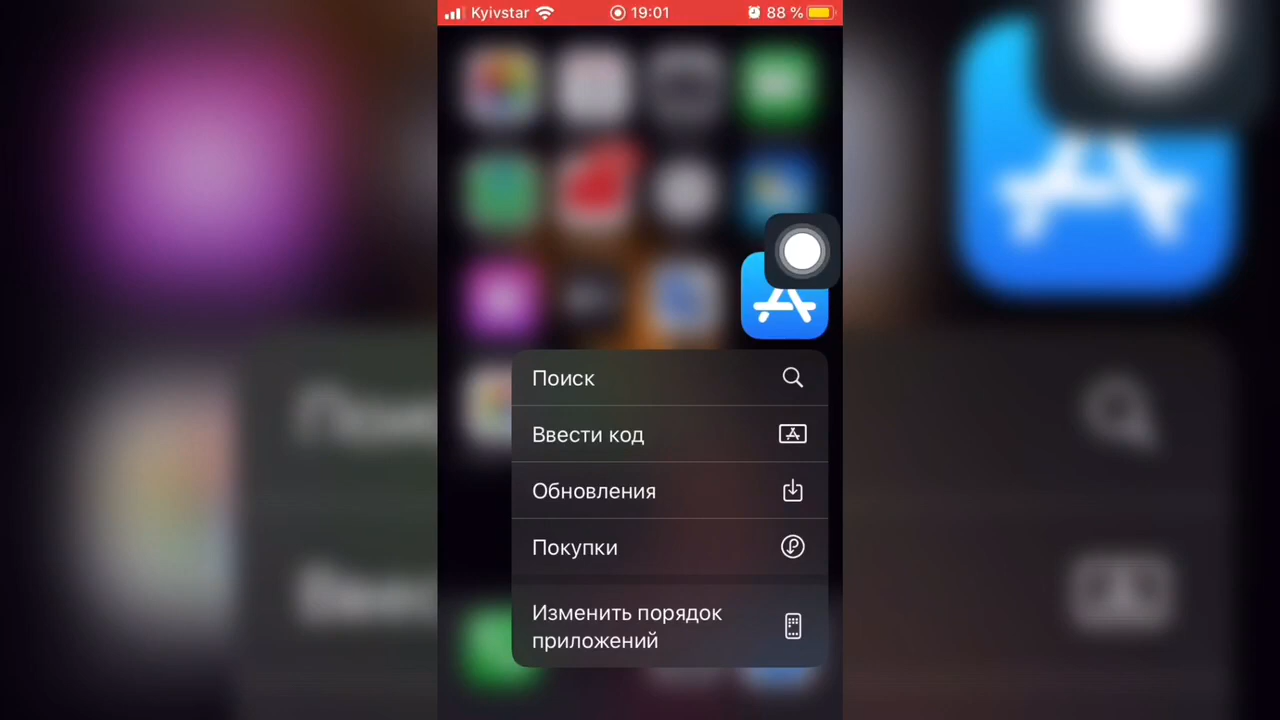 Kyivstar 19:01 88 %
Поиск
Ввести код
Обновления
Покупки
Изменить порядок
приложений